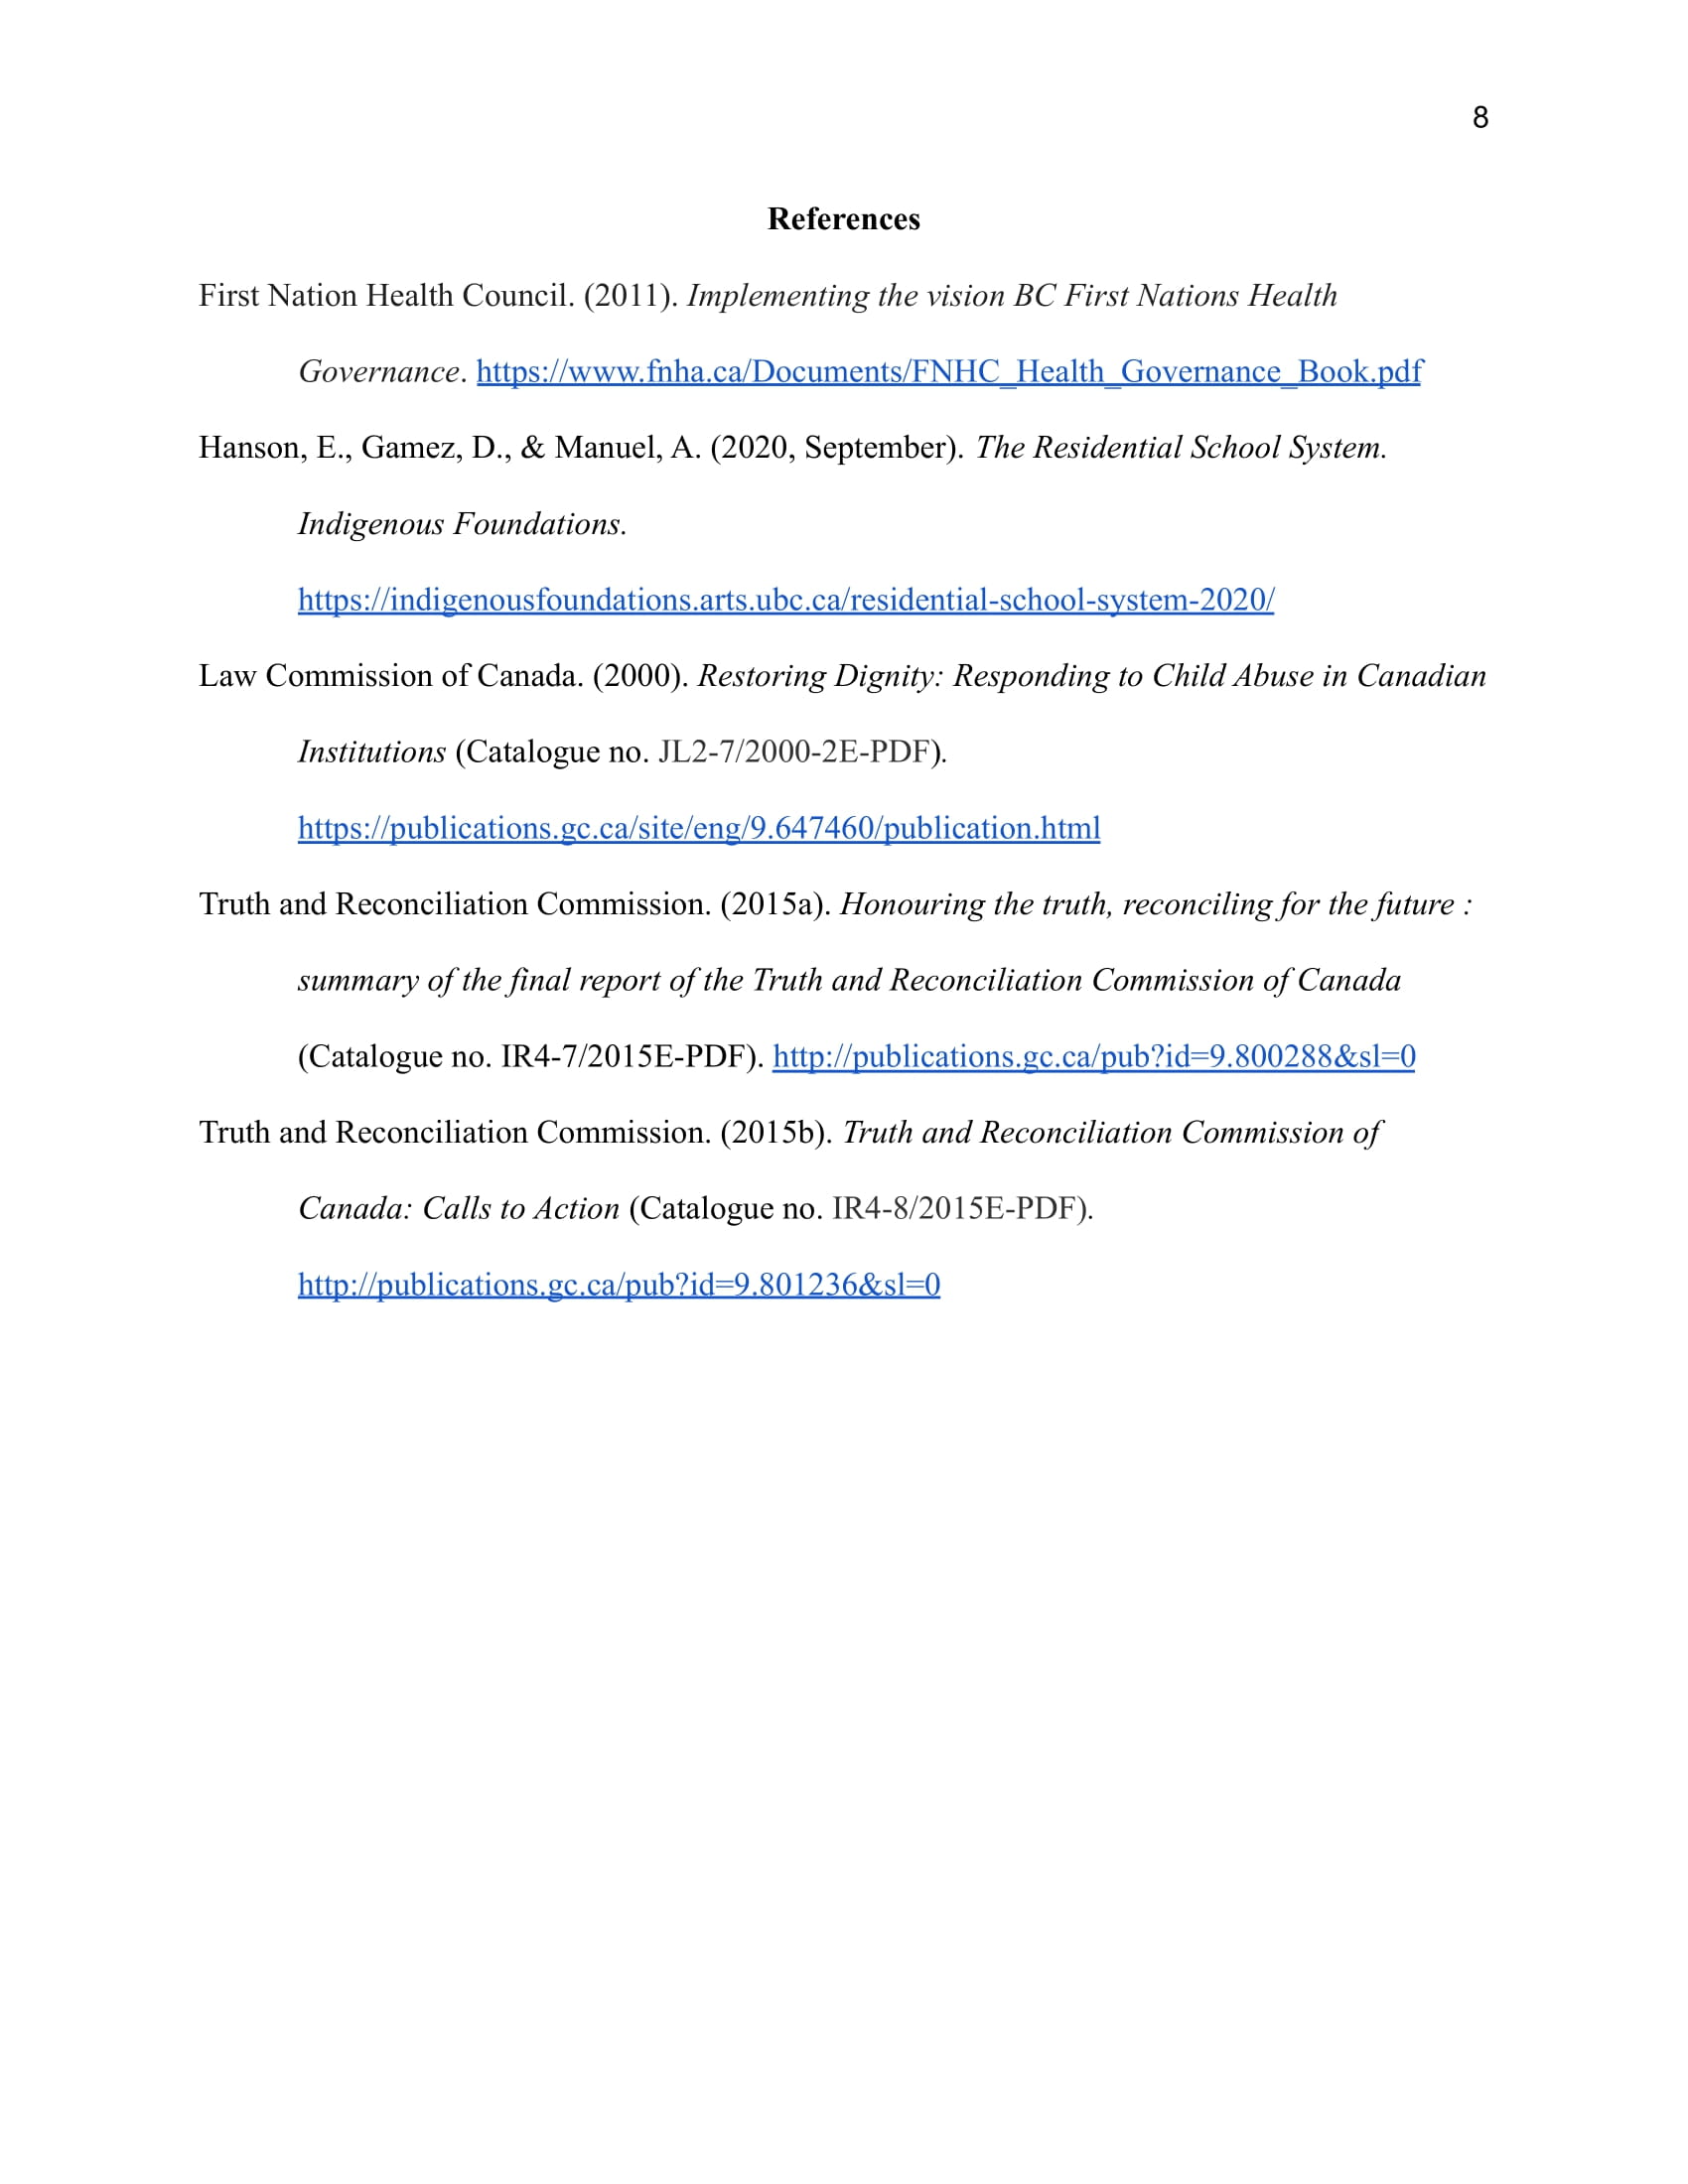 8
References
First Nation Health Council. (2011). Implementing the vision BC First Nations Health
Governance. https://www.fnha.ca/Documents/FNHC_Health_Governance_Book.pdf
Hanson, E., Gamez, D., & Manuel, A. (2020, September). The Residential School System.
Indigenous Foundations.
https://indigenousfoundations.arts.ubc.ca/residential-school-system-2020/
Law Commission of Canada. (2000). Restoring Dignity: Responding to Child Abuse in Canadian
Institutions (Catalogue no. JL2-7/2000-2E-PDF).
https://publications.gc.ca/site/eng/9.647460/publication.html
Truth and Reconciliation Commission. (2015a). Honouring the truth, reconciling for the future :
summary of the final report of the Truth and Reconciliation Commission of Canada
(Catalogue no. IR4-7/2015E-PDF). http://publications.gc.ca/pub?id=9.800288&sl=0
Truth and Reconciliation Commission. (2015b). Truth and Reconciliation Commission of
Canada: Calls to Action (Catalogue no. IR4-8/2015E-PDF).
http://publications.gc.ca/pub?id=9.801236&sl=0